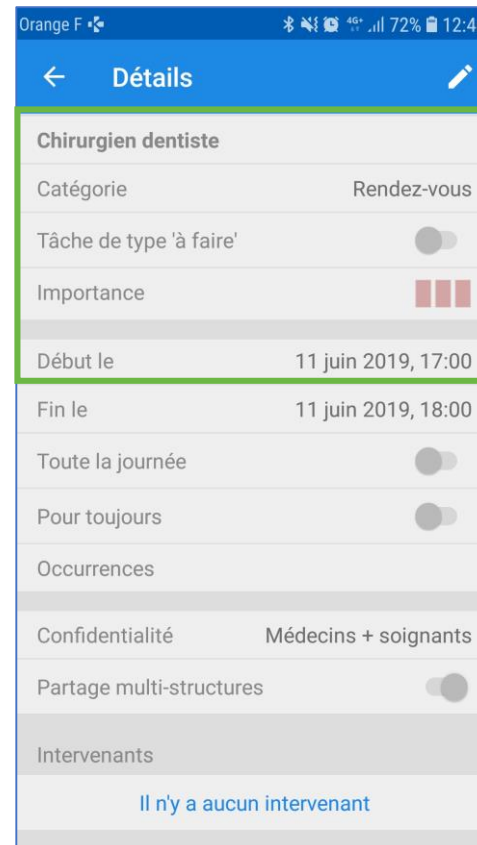 Orange F 4G+ 72% 12:4
Détails
Chirurgien dentiste
Catégorie Rendez-vous
Tâche de type 'à faire'
Importance
Début le 11 juin 2019, 17:00
Fin le 11 juin 2019, 18:00
Toute la journée
Pour toujours
Occurrences
Confidentialité Médecins + soignants
Partage multi-structures
Intervenants
Il n'y a aucun intervenant